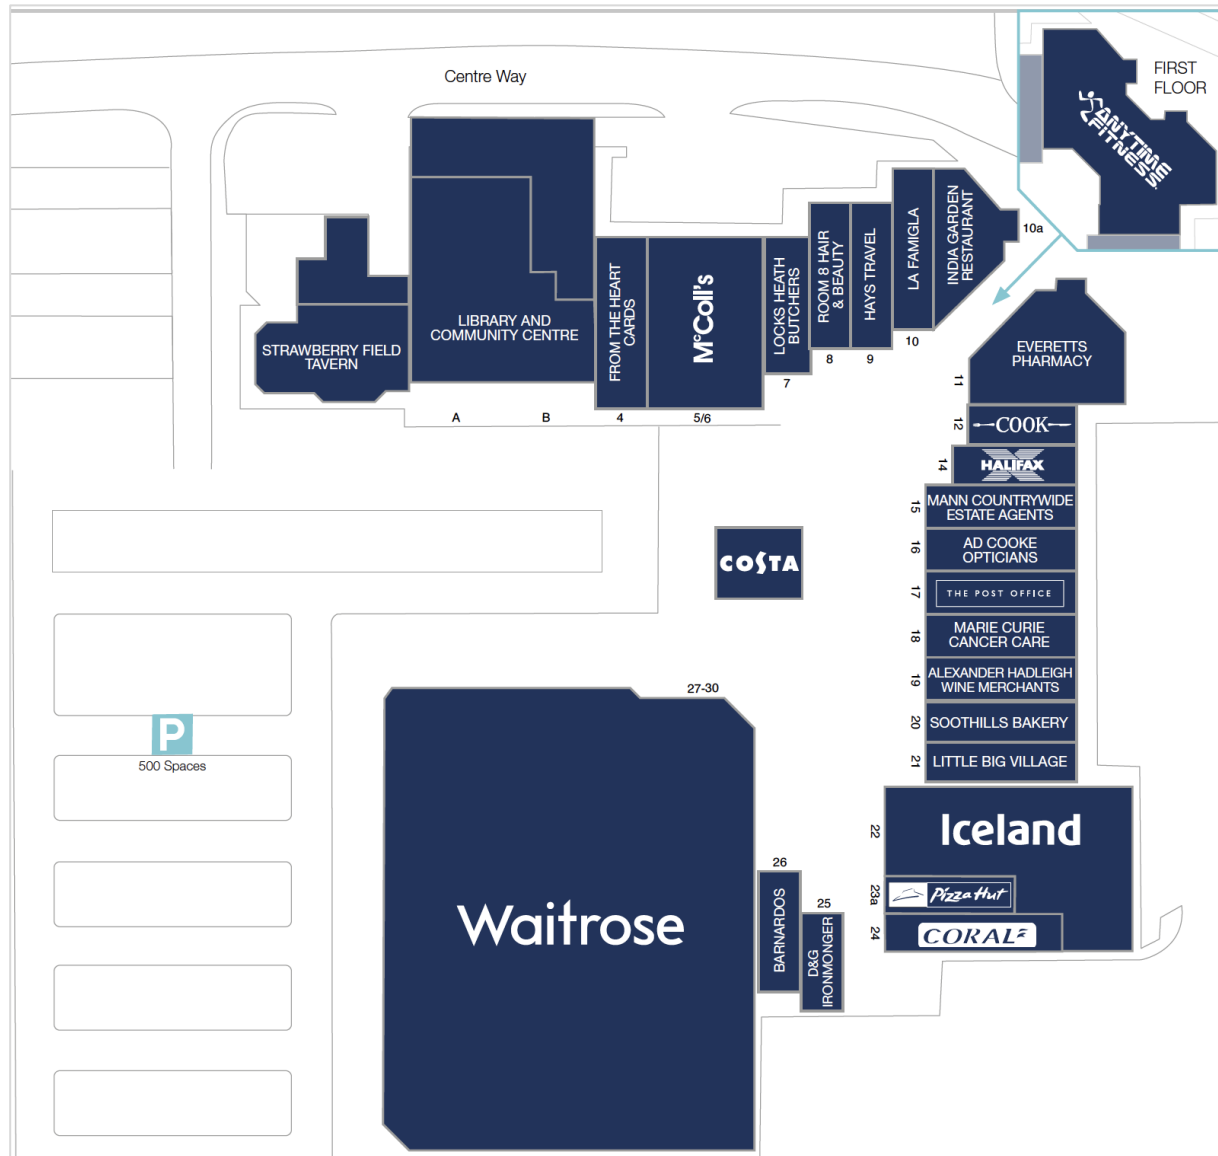 Centre Way
FIRST
FLOOR
ANYTIME
FITNESS
10a
INDIA GARDEN
RESTAURANT
LA FAMIGLA
10
HAYS TRAVEL
9
ROOM 8 HAIR
& BEAUTY
8
LOCKS HEATH
BUTCHERS
7
McColl's
5/6
FROM THE HEART
CARDS
4
LIBRARY AND
COMMUNITY CENTRE
A
B
STRAWBERRY FIELD
TAVERN
EVERETTS
PHARMACY
11
COOK
12
HALIFAX
14
MANN COUNTRYWIDE
ESTATE AGENTS
15
AD COOKE
OPTICIANS
16
THE POST OFFICE
17
MARIE CURIE
CANCER CARE
18
ALEXANDER HADLEIGH
WINE MERCHANTS
19
SOOTHILLS BAKERY
20
LITTLE BIG VILLAGE
21
COSTA
27-30
Waitrose
P
500 Spaces
Iceland
22
Pizza Hut
23a
CORAL
24
26
BARNARDOS
25
D&G
IRONMONGER